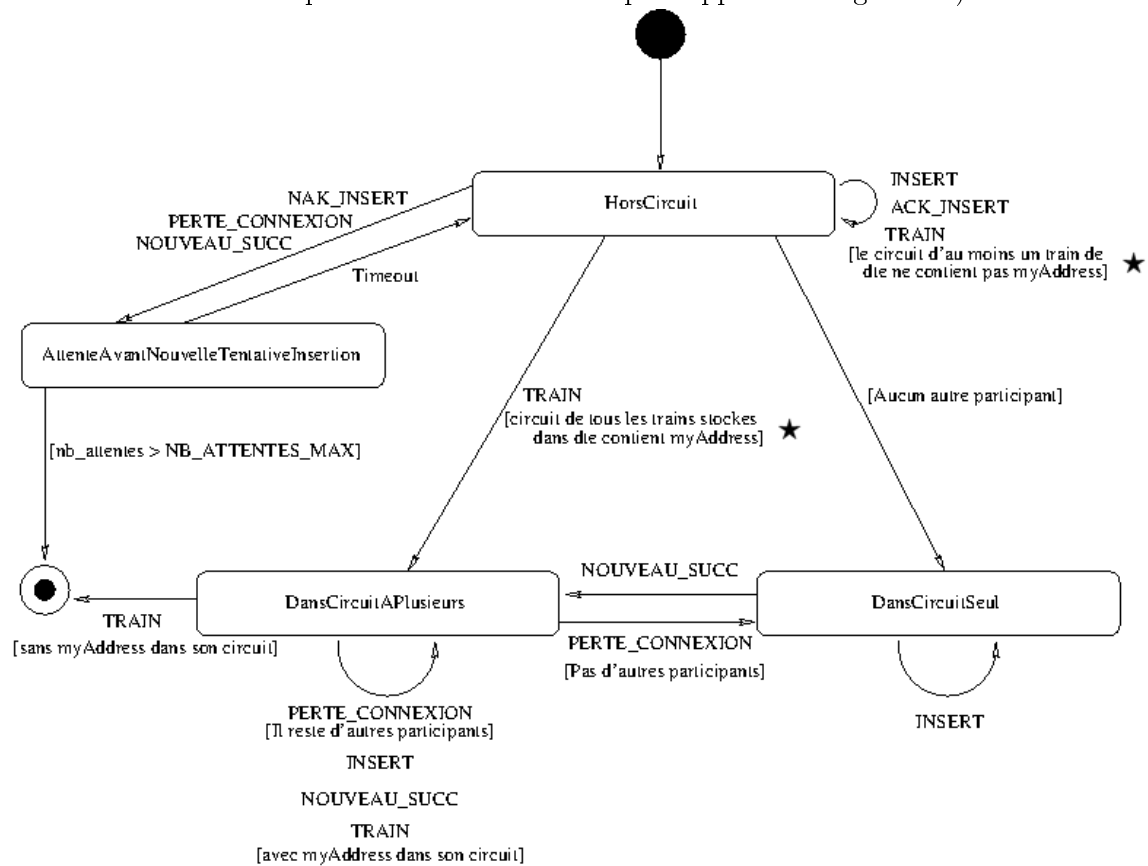 HorsCircuit
INSERT
ACK_INSERT
TRAIN
[le circuit d'au moins un train de
dte ne contient pas myAddress]
NAK_INSERT
PERTE_CONNEXION
NOUVEAU_SUCC
Timeout
AttenteAvantNouvelleTentativeInsertion
[nb_attentes > NB_ATTENTES_MAX]
TRAIN
[circuit de tous les trains stockes
dans dte contient myAddress]
[Aucun autre participant]
NOUVEAU_SUCC
DansCircuitAPlusieurs
DansCircuitSeul
TRAIN
[sans myAddress dans son circuit]
PERTE_CONNEXION
[Pas d'autres participants]
PERTE_CONNEXION
[Il reste d'autres participants]
INSERT
NOUVEAU_SUCC
TRAIN
[avec myAddress dans son circuit]
INSERT